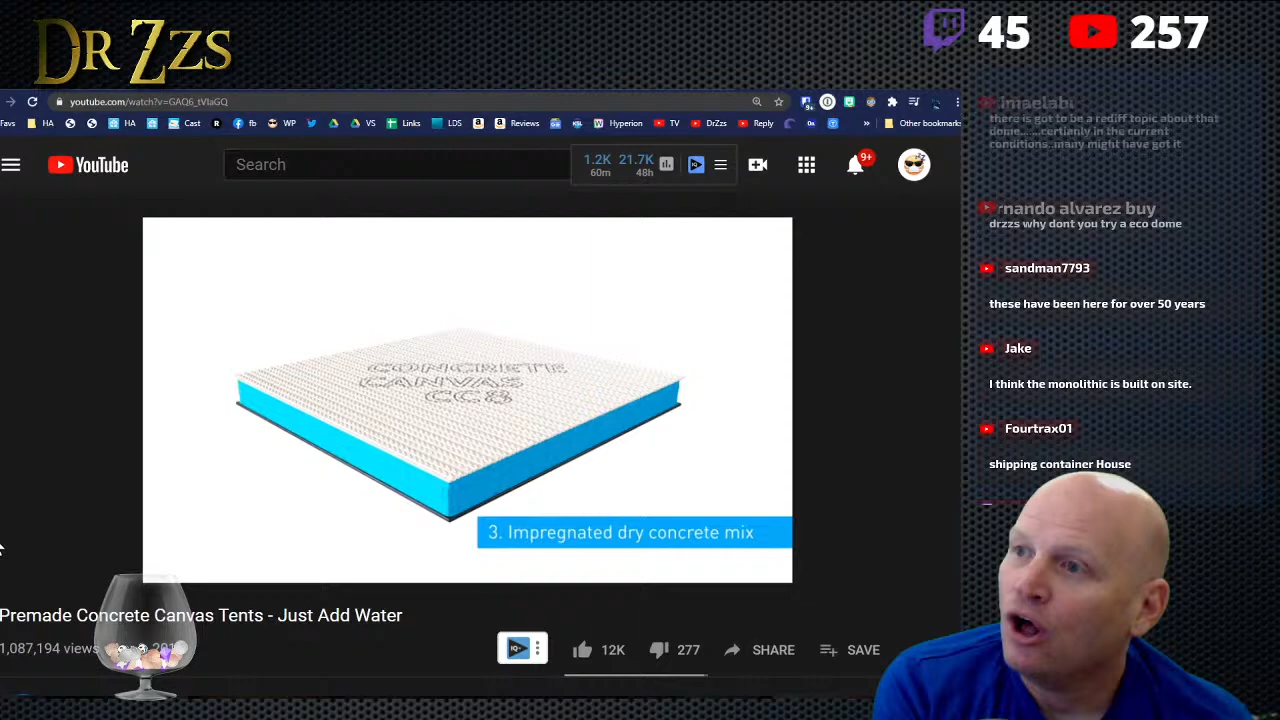 DR ZZS
45
257
youtube.com/watch?v=GAQ6_tVlaGQ
9+
Favs
HA
HA
Cast
fb
WP
VS
Links
LDS
Reviews
Hyperion
TV
DrZzs
Reply
»
Other bookmarks
YouTube
Search
1.2K
60m
21.7K
48h
9+
CONCRETE
CANVAS
CC8
3. Impregnated dry concrete mix
Premade Concrete Canvas Tents - Just Add Water
1,087,194 views
12K
277
SHARE
SAVE
imaelabu
there is got to be a rediff topic about that
dome.......certianly in the current
conditions..many might have got it
rnando alvarez buy
drzzs why dont you try a eco dome
sandman7793
these have been here for over 50 years
Jake
I think the monolithic is built on site.
Fourtrax01
shipping container House